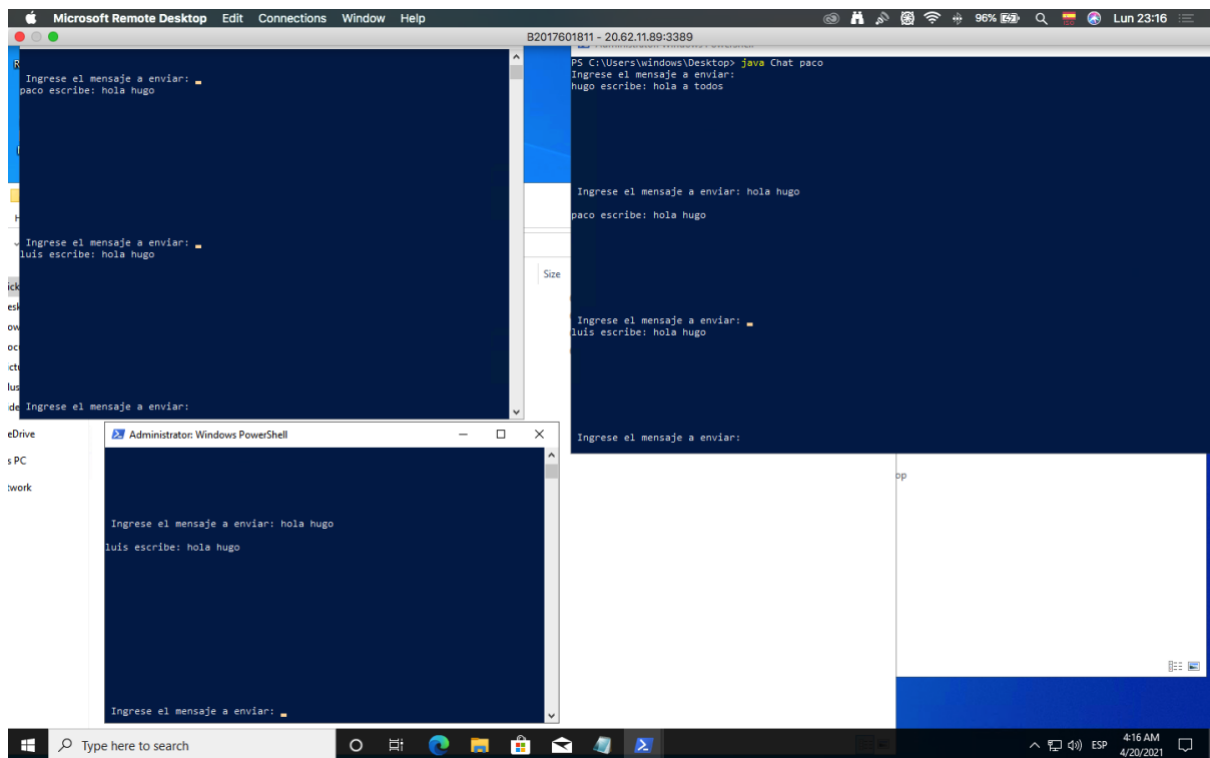 Microsoft Remote Desktop Edit Connections Window Help 96% Lun 23:16
B2017601811 - 20.62.11.89:3389
Ingrese el mensaje a enviar:
paco escribe: hola hugo
Ingrese el mensaje a enviar:
luis escribe: hola hugo
Ingrese el mensaje a enviar:
PS C:\Users\windows\Desktop> java Chat paco
Ingrese el mensaje a enviar:
hugo escribe: hola a todos
Ingrese el mensaje a enviar: hola hugo
paco escribe: hola hugo
Ingrese el mensaje a enviar:
luis escribe: hola hugo
Ingrese el mensaje a enviar:
Size
eDrive
s PC
twork
op
Administrator: Windows PowerShell
Ingrese el mensaje a enviar: hola hugo
luis escribe: hola hugo
Ingrese el mensaje a enviar:
Type here to search
ESP
4:16 AM
4/20/2021